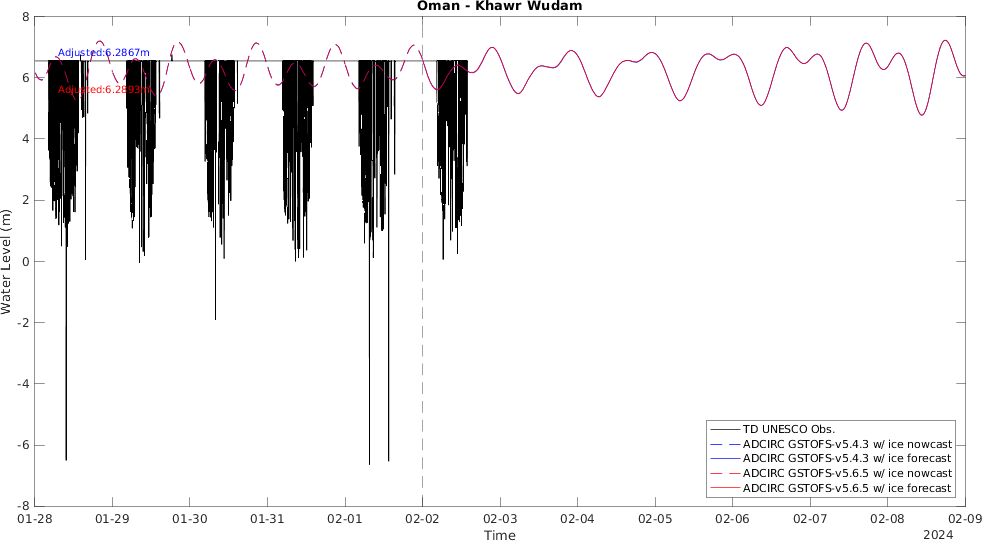 Oman - Khawr Wudam
8
6
4
2
0
-2
-4
-6
-8
Water Level (m)
Adjusted:6.2867m
Adjusted:6.2893m
TD UNESCO Obs.
ADCIRC GSTOFS-v5.4.3 w/ ice nowcast
ADCIRC GSTOFS-v5.4.3 w/ ice forecast
ADCIRC GSTOFS-v5.6.5 w/ ice nowcast
ADCIRC GSTOFS-v5.6.5 w/ ice forecast
01-28 01-29 01-30 01-31 02-01 02-02 02-03 02-04 02-05 02-06 02-07 02-08 02-09
Time
2024